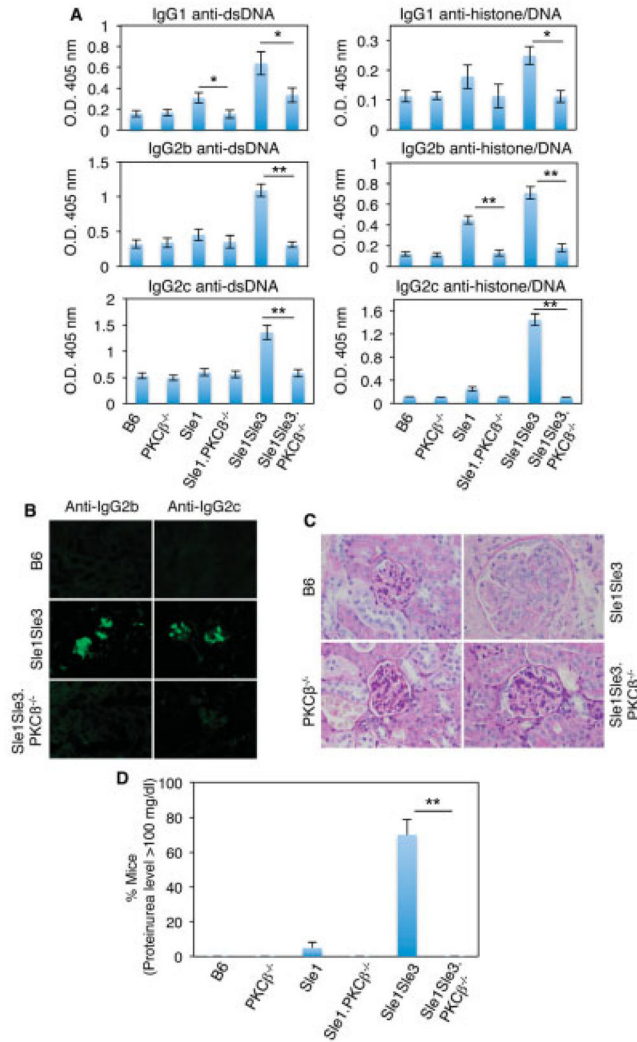 A
IgG1 anti-dsDNA
O.D. 405 nm
1
0.8
0.6
0.4
0.2
0
*
*
IgG1 anti-histone/DNA
O.D. 405 nm
0.3
0.2
0.1
0
*
IgG2b anti-dsDNA
O.D. 405 nm
1.5
1
0.5
0
**
IgG2b anti-histone/DNA
O.D. 405 nm
1
0.8
0.6
0.4
0.2
0
**
**
IgG2c anti-dsDNA
O.D. 405 nm
2
1.5
1
0.5
0
**
B6
PKCβ-/-
Sle1
Sle1.PKCβ-/-
Sle1Sle3
Sle1Sle3.
PKCβ-/-
IgG2c anti-histone/DNA
O.D. 405 nm
1.6
1.2
0.8
0.4
0
**
B6
PKCβ-/-
Sle1
Sle1.PKCβ-/-
Sle1Sle3
Sle1Sle3.
PKCβ-/-
B
Anti-IgG2b
Anti-IgG2c
B6
Sle1Sle3
Sle1Sle3.
PKCβ-/-
C
B6
Sle1Sle3
PKCβ-/-
Sle1Sle3.
PKCβ-/-
D
% Mice
(Proteinurea level >100 mg/dl)
100
80
60
40
20
0
**
B6
PKCβ-/-
Sle1
Sle1.PKCβ-/-
Sle1Sle3
Sle1Sle3.
PKCβ-/-